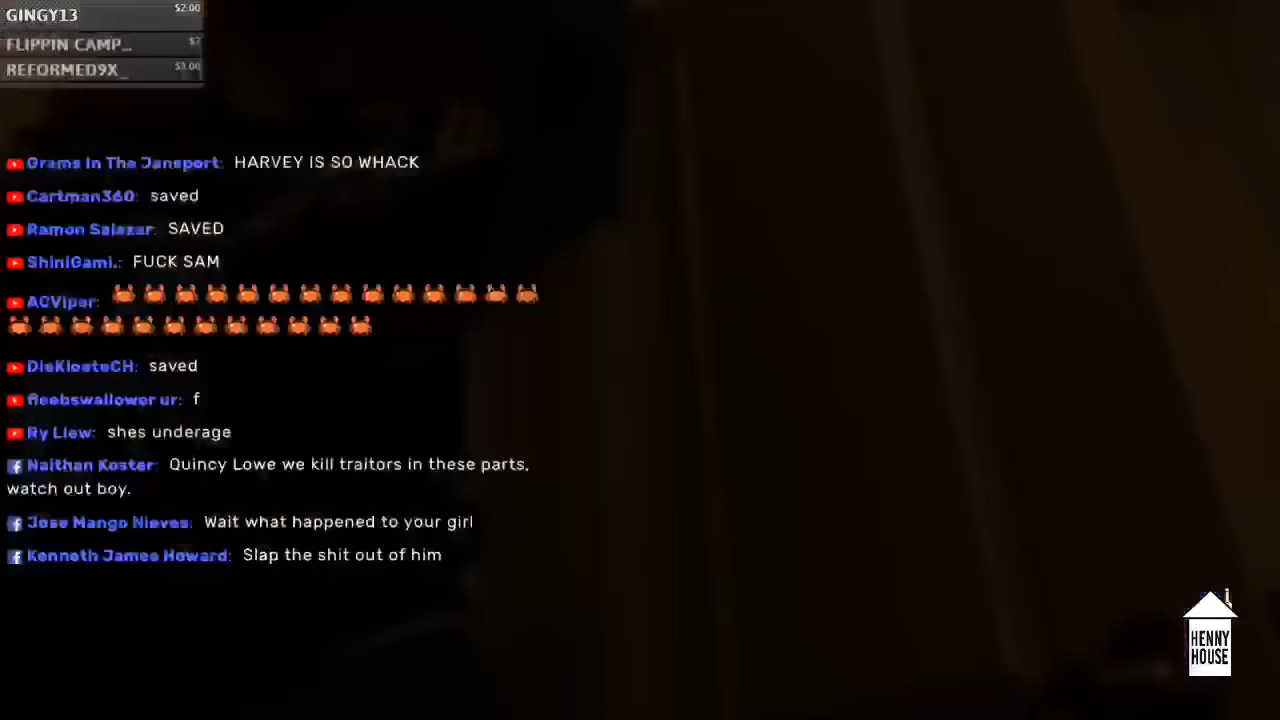 GINGY13 $2.00
FLIPPIN CAMP_ $7
REFORMED9X_ $3.00
Grams In The Jansport: HARVEY IS SO WHACK
Cartman360: saved
Ramon Salazar: SAVED
ShiniGami.: FUCK SAM
ACViper:
DieKlosteCH: saved
ur: f
Ry Liew: shes underage
Naithan Koster: Quincy Lowe we kill traitors in these parts,
watch out boy.
Jose Mango Nieves: Wait what happened to your girl
Kenneth James Howard: Slap the shit out of him
HENNY
HOUSE